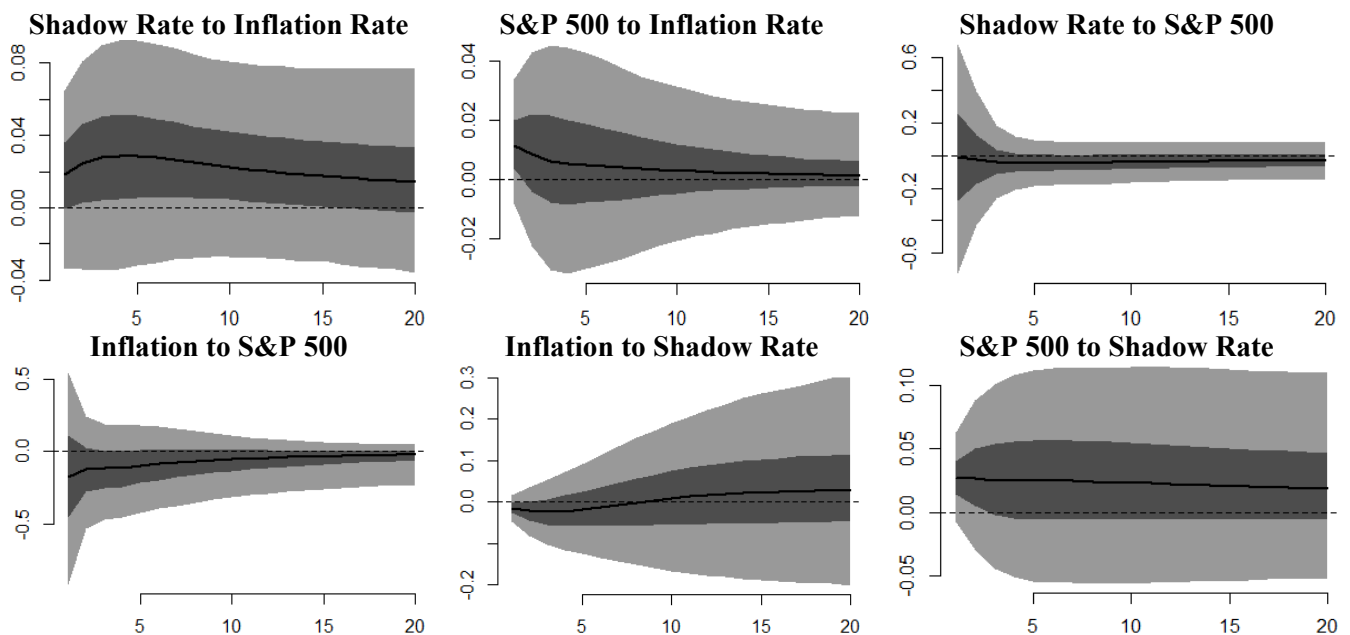 Shadow Rate to Inflation Rate
0.08
0.04
0.00
-0.04
5 10 15 20
S&P 500 to Inflation Rate
0.04
0.02
0.00
-0.02
5 10 15 20
Shadow Rate to S&P 500
0.6
0.2
-0.2
-0.6
5 10 15 20
Inflation to S&P 500
0.5
0.0
-0.5
5 10 15 20
Inflation to Shadow Rate
0.3
0.2
0.1
0.0
-0.2
5 10 15 20
S&P 500 to Shadow Rate
0.10
0.05
0.00
-0.05
5 10 15 20